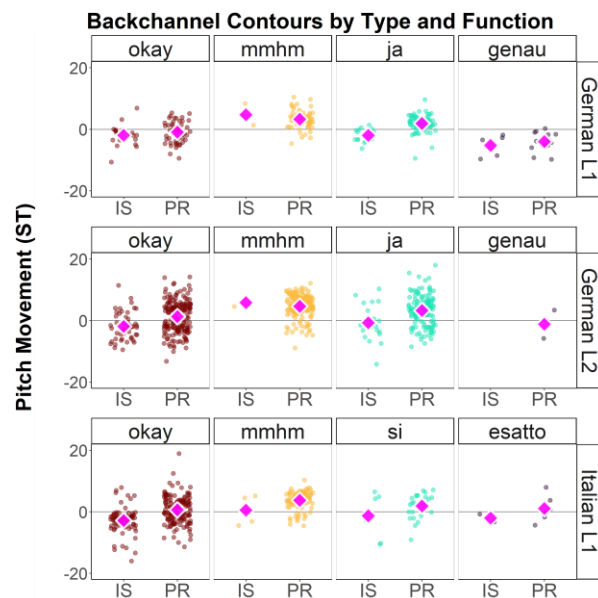 Backchannel Contours by Type and Function
okay mmhm ja genau
20
0
-20
German L1
IS PR IS PR IS PR IS PR
okay mmhm ja genau
20
0
-20
German L2
IS PR IS PR IS PR IS PR
okay mmhm si esatto
20
0
-20
Italian L1
IS PR IS PR IS PR IS PR
Pitch Movement (ST)